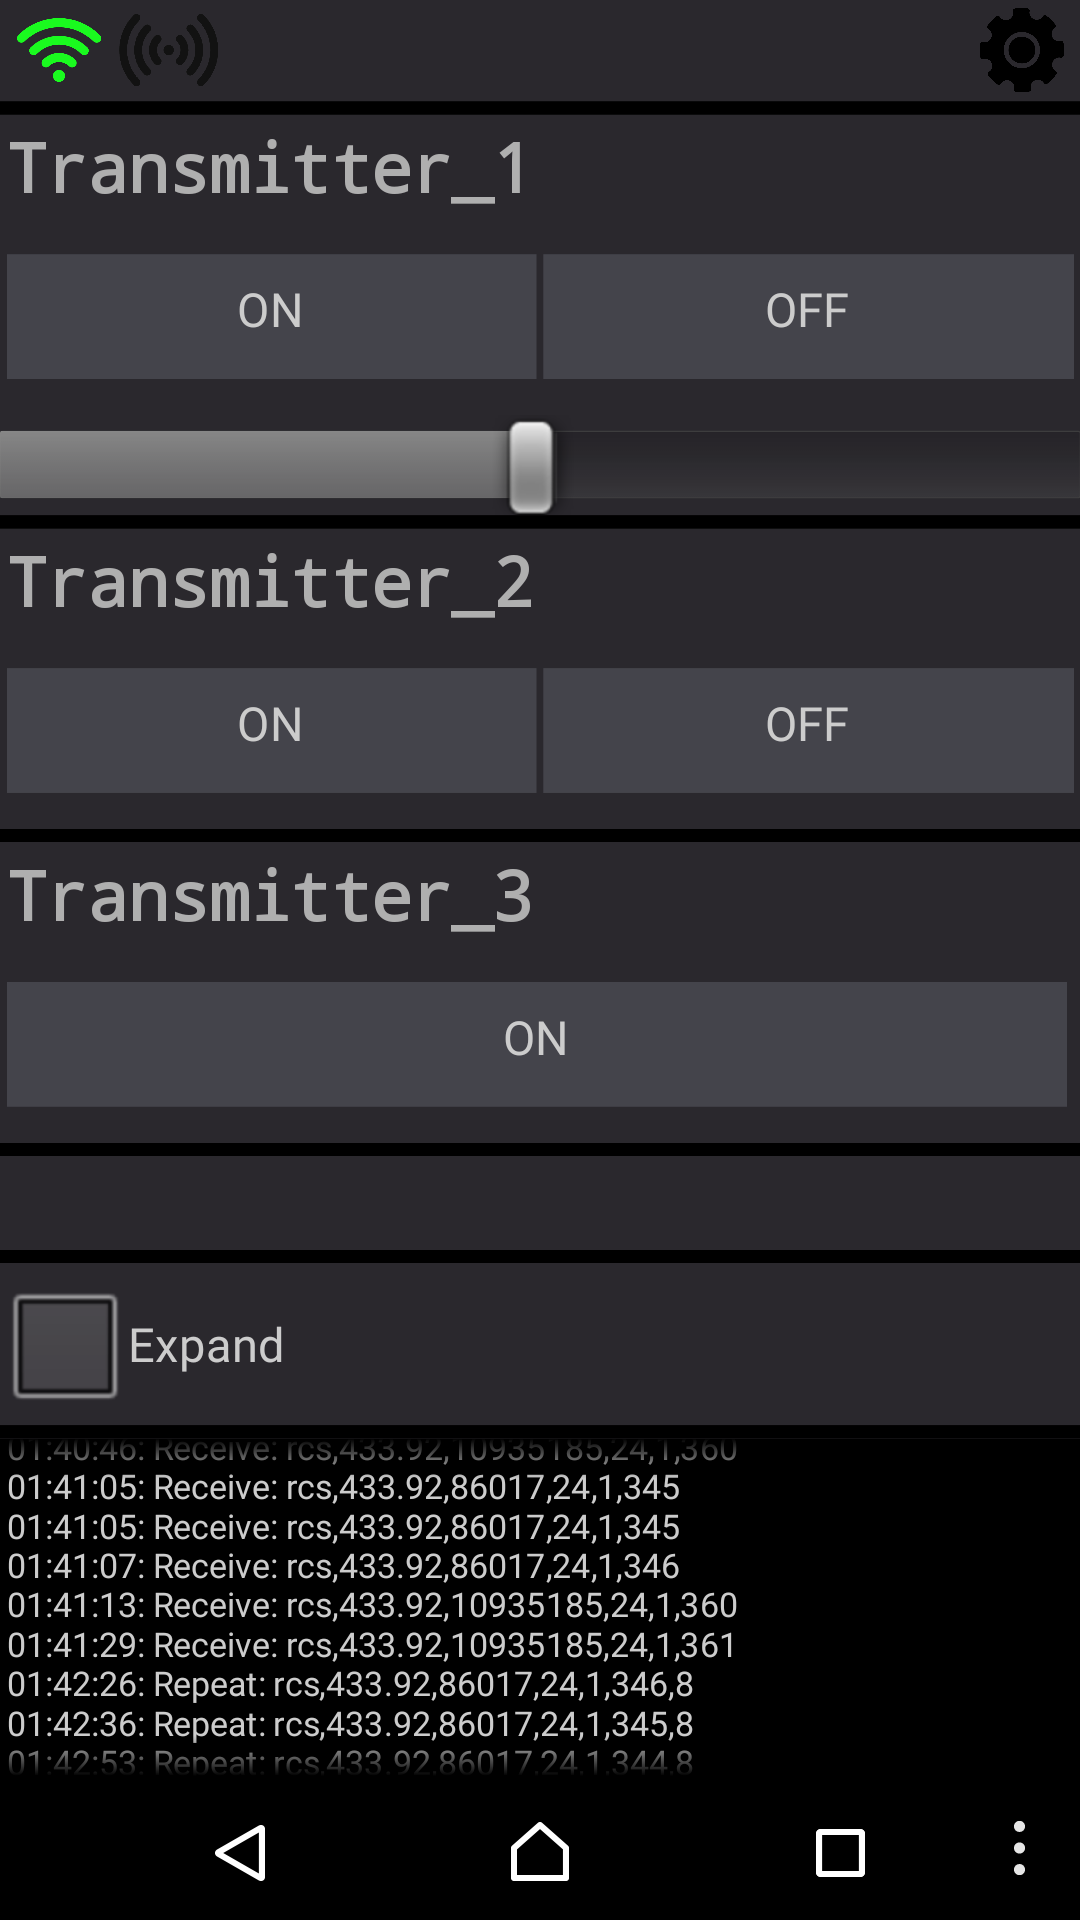 Transmitter_1
ON OFF
Transmitter_2
ON OFF
Transmitter_3
ON
Expand
01:40:46: Receive: rcs,433.92,10935185,24,1,360
01:41:05: Receive: rcs,433.92,86017,24,1,345
01:41:05: Receive: rcs,433.92,86017,24,1,345
01:41:07: Receive: rcs,433.92,86017,24,1,346
01:41:13: Receive: rcs,433.92,10935185,24,1,360
01:41:29: Receive: rcs,433.92,10935185,24,1,361
01:42:26: Repeat: rcs,433.92,86017,24,1,346,8
01:42:36: Repeat: rcs,433.92,86017,24,1,345,8
01:42:53: Repeat: rcs,433.92,86017,24,1,344,8